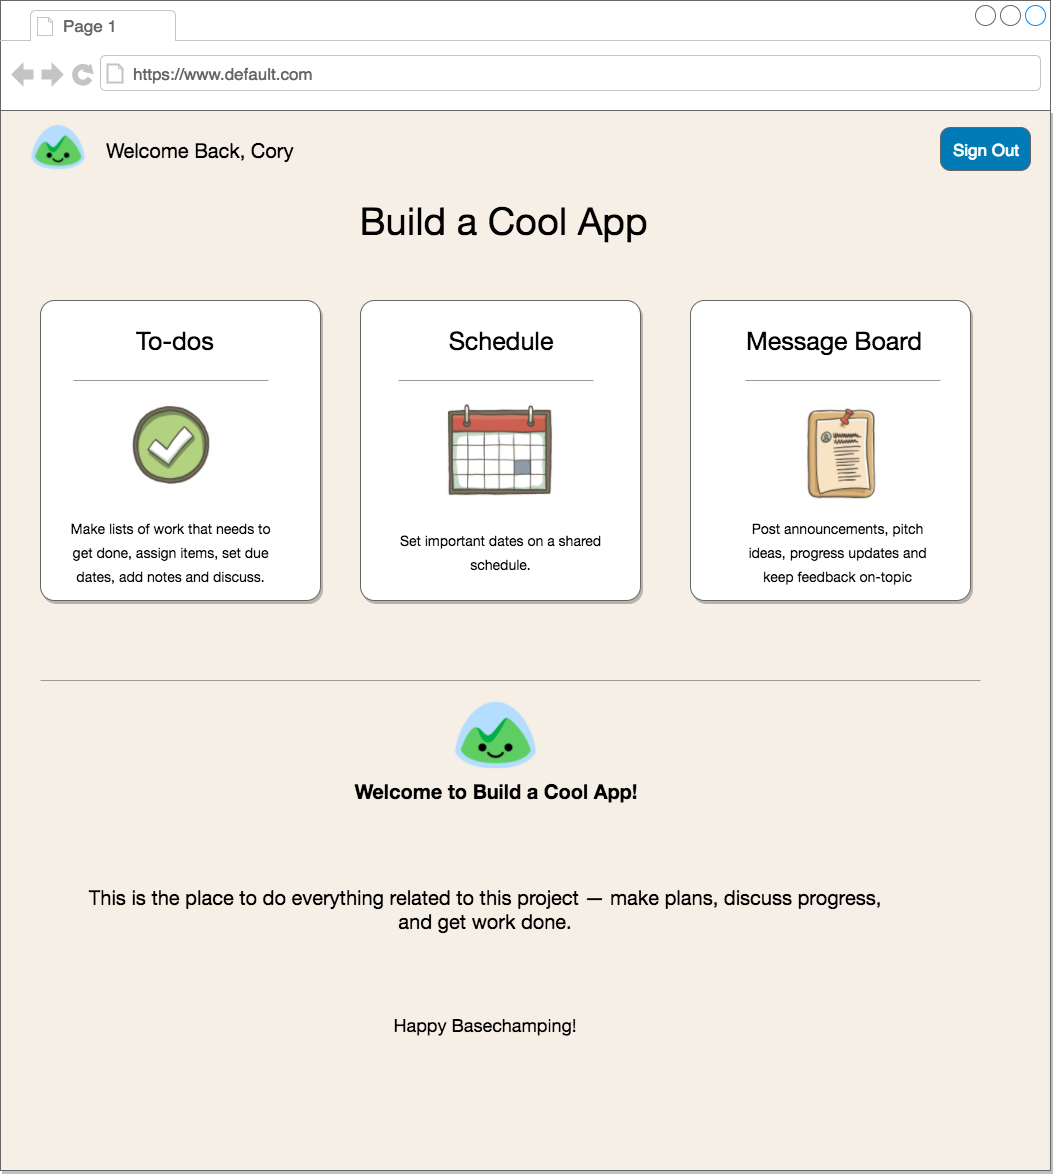 Page 1
https://www.default.com
Welcome Back, Cory
Sign Out
Build a Cool App
To-dos
Make lists of work that needs to
get done, assign items, set due
dates, add notes and discuss.
Schedule
Set important dates on a shared
schedule.
Message Board
Post announcements, pitch
ideas, progress updates and
keep feedback on-topic
Welcome to Build a Cool App!
This is the place to do everything related to this project — make plans, discuss progress,
and get work done.
Happy Basechamping!